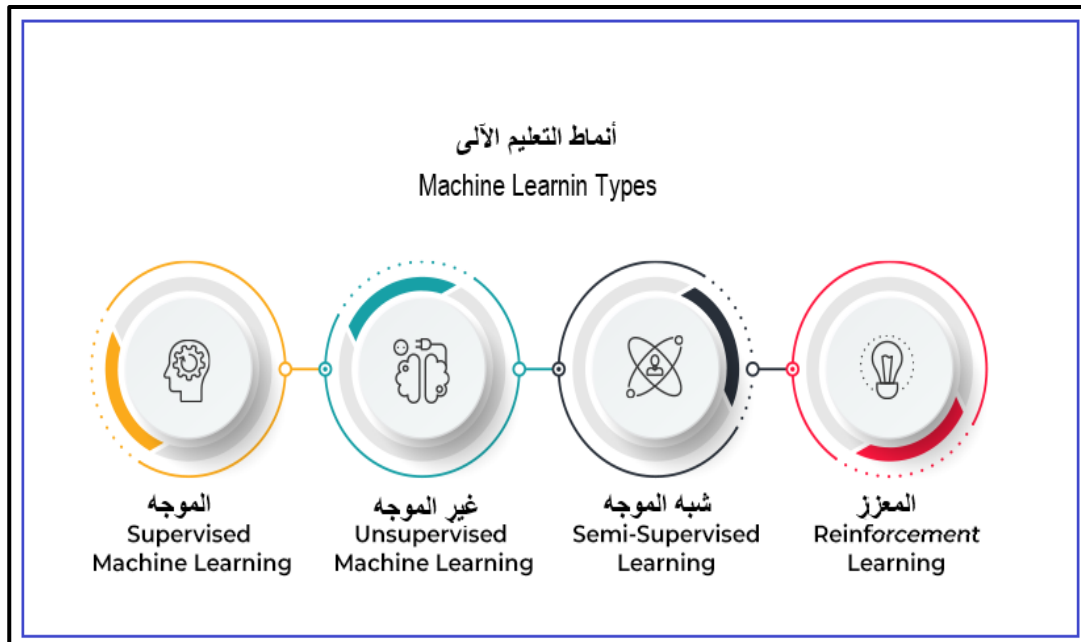 أنماط التعليم الآلى
Machine Learnin Types
الموجه
Supervised
Machine Learning
غير الموجه
Unsupervised
Machine Learning
شبه الموجه
Semi-Supervised
Learning
المعزز
Reinforcement
Learning